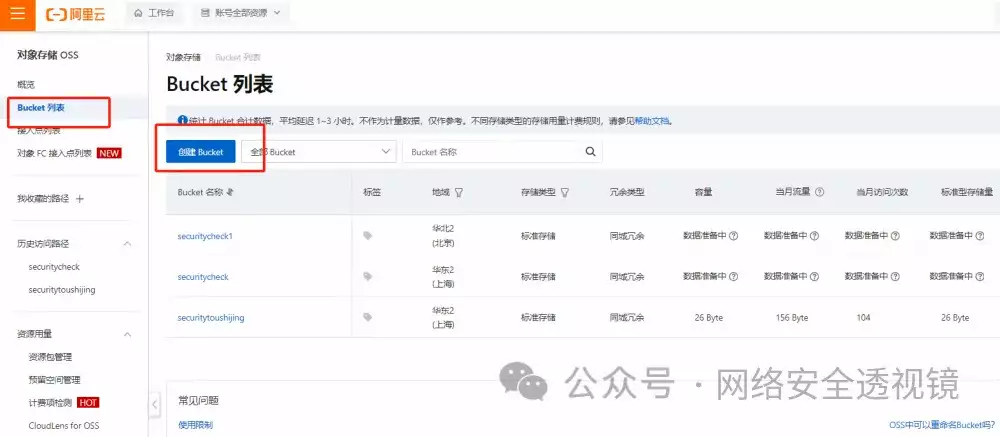 阿里云 工作台 账号全部资源
对象存储 OSS
概览
Bucket 列表
接入点列表
对象 FC 接入点列表 NEW
我收藏的路径
历史访问路径
securitycheck
securitytoushijing
资源用量
资源包管理
预留空间管理
计费项检测 HOT
CloudLens for OSS
对象存储 Bucket 列表
Bucket 列表
统计 Bucket 合计数据，平均延迟 1~3 小时。不作为计量数据，仅作参考。不同存储类型的存储用量计费规则，请参见帮助文档。
创建 Bucket 全部 Bucket Bucket 名称
Bucket 名称 标签 地域 存储类型 冗余类型 容量 当月流量 当月访问次数 标准型存储量
securitycheck1 华北2 (北京) 标准存储 同城冗余 数据准备中 数据准备中 数据准备中 数据准备中
securitycheck 华东2 (上海) 标准存储 同城冗余 数据准备中 数据准备中 数据准备中 数据准备中
securitytoushijing 华东2 (上海) 标准存储 同城冗余 26 Byte 156 Byte 104 26 Byte
公众号 · 网络安全透视镜
常见问题
使用限制 OSS中可以重命名Bucket吗?